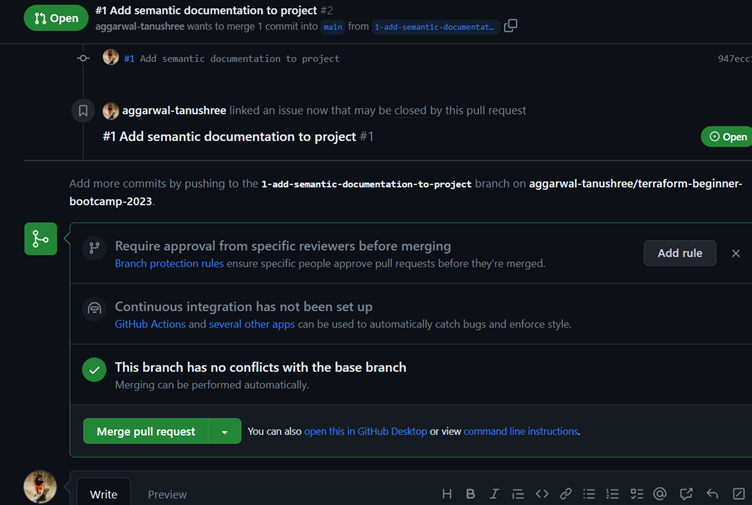 Open
#1 Add semantic documentation to project #2
aggarwal-tanushree wants to merge 1 commit into main from 1-add-semantic-documentat…
#1 Add semantic documentation to project
947ecc
aggarwal-tanushree linked an issue now that may be closed by this pull request
#1 Add semantic documentation to project #1
Open
Add more commits by pushing to the 1-add-semantic-documentation-to-project branch on aggarwal-tanushree/terraform-beginner-
bootcamp-2023.
Require approval from specific reviewers before merging
Branch protection rules ensure specific people approve pull requests before they're merged.
Add rule
Continuous integration has not been set up
GitHub Actions and several other apps can be used to automatically catch bugs and enforce style.
This branch has no conflicts with the base branch
Merging can be performed automatically.
Merge pull request
You can also open this in GitHub Desktop or view command line instructions.
Write
Preview